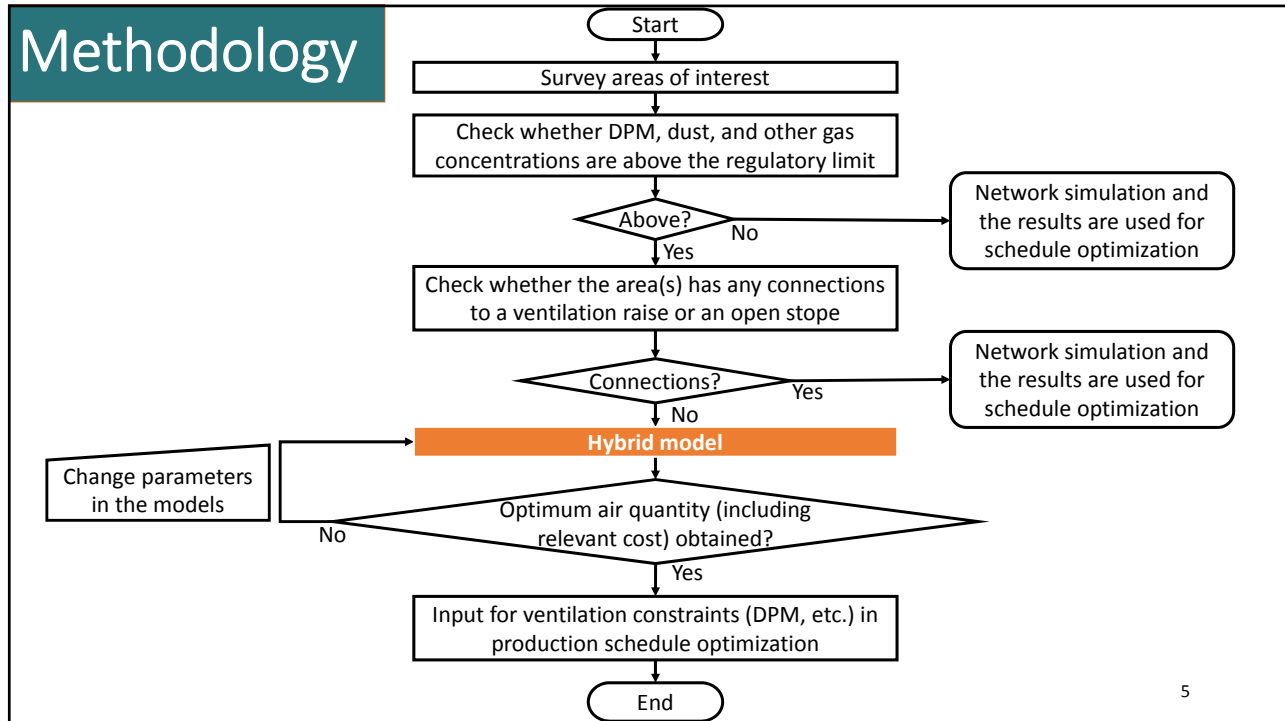 Methodology
Start
Survey areas of interest
Check whether DPM, dust, and other gas
concentrations are above the regulatory limit
Above?
No
Yes
Network simulation and
the results are used for
schedule optimization
Check whether the area(s) has any connections
to a ventilation raise or an open stope
Connections?
Yes
No
Network simulation and
the results are used for
schedule optimization
Hybrid model
Change parameters
in the models
Optimum air quantity (including
relevant cost) obtained?
No
Yes
Input for ventilation constraints (DPM, etc.) in
production schedule optimization
End
5